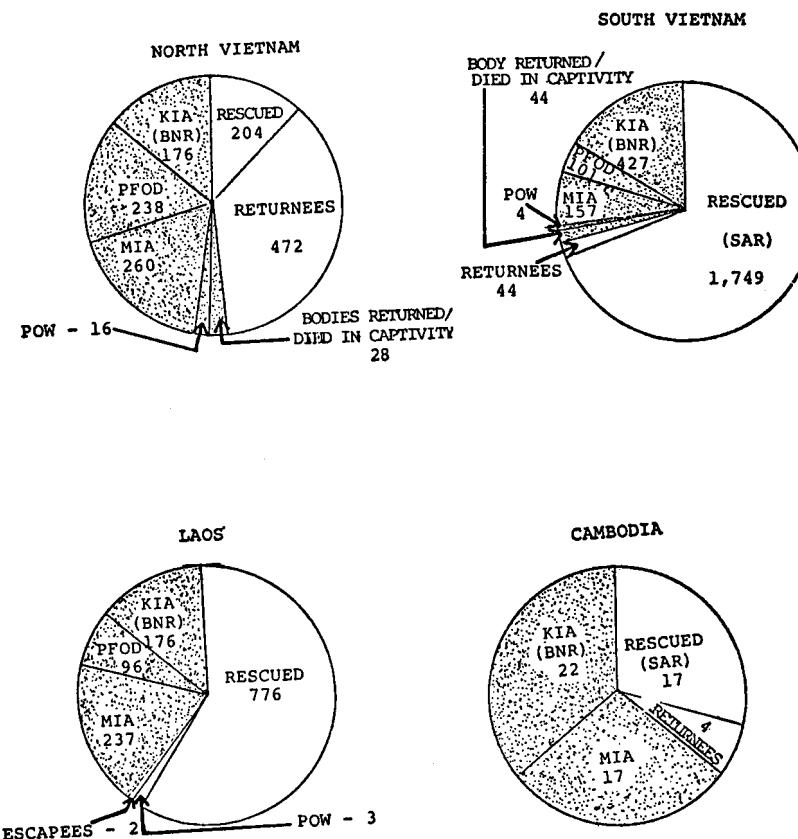 NORTH VIETNAM
RESCUED
204
RETURNEES
472
BODIES RETURNED/
DIED IN CAPTIVITY
28
POW - 16
MIA
260
PFOD
238
KIA
(BNR)
176
SOUTH VIETNAM
BODY RETURNED/
DIED IN CAPTIVITY
44
KIA
(BNR)
427
PFOD
101
MIA
157
POW
4
RETURNEES
44
RESCUED
(SAR)
1,749
LAOS
KIA
(BNR)
176
PFOD
96
MIA
237
RESCUED
776
ESCAPEES - 2
POW - 3
CAMBODIA
KIA
(BNR)
22
RESCUED
(SAR)
17
4
RETURNEES
MIA
17